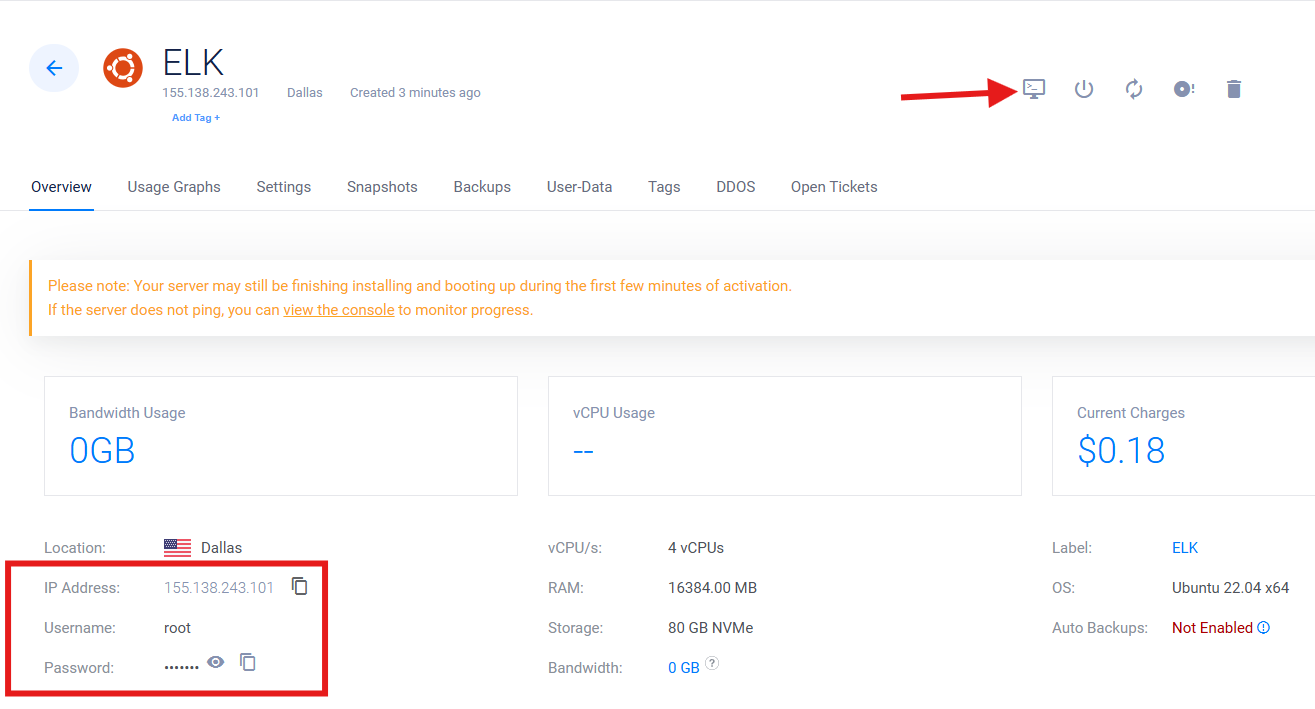 ELK
155.138.243.101 Dallas Created 3 minutes ago
Add Tag +
Overview Usage Graphs Settings Snapshots Backups User-Data Tags DDOS Open Tickets
Please note: Your server may still be finishing installing and booting up during the first few minutes of activation.
If the server does not ping, you can view the console to monitor progress.
Bandwidth Usage vCPU Usage Current Charges
0GB -- $0.18
Location: Dallas vCPU/s: 4 vCPUs Label: ELK
IP Address: 155.138.243.101 RAM: 16384.00 MB OS: Ubuntu 22.04 x64
Username: root Storage: 80 GB NVMe Auto Backups: Not Enabled
Password: ••••••• Bandwidth: 0 GB ?